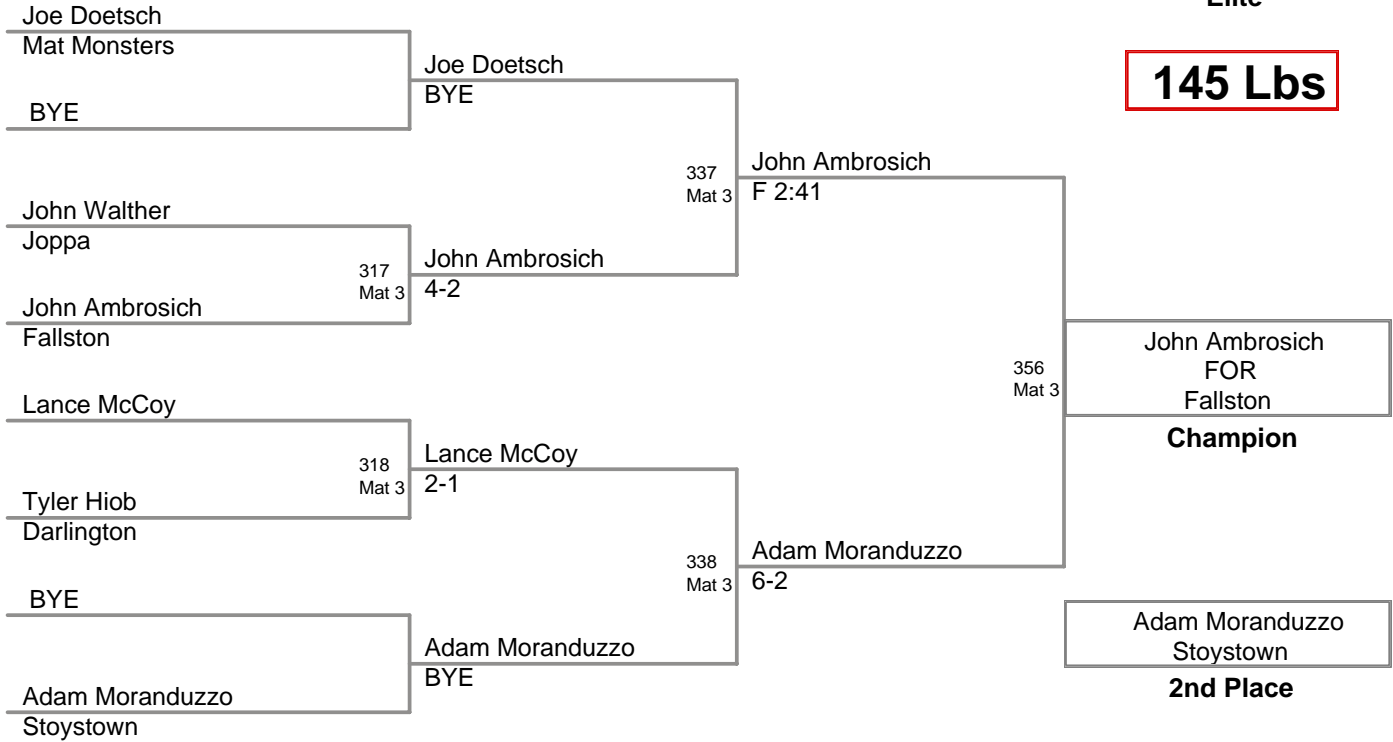 Elite
145 Lbs
Joe Doetsch
Mat Monsters
BYE
John Walther
Joppa
John Ambrosich
Fallston
Lance McCoy
Tyler Hiob
Darlington
BYE
Adam Moranduzzo
Stoystown
Joe Doetsch
BYE
317
Mat 3
John Ambrosich
4-2
318
Mat 3
Lance McCoy
2-1
Adam Moranduzzo
BYE
337
Mat 3
John Ambrosich
F 2:41
338
Mat 3
Adam Moranduzzo
6-2
356
Mat 3
John Ambrosich
FOR
Fallston
Champion
Adam Moranduzzo
Stoystown
2nd Place